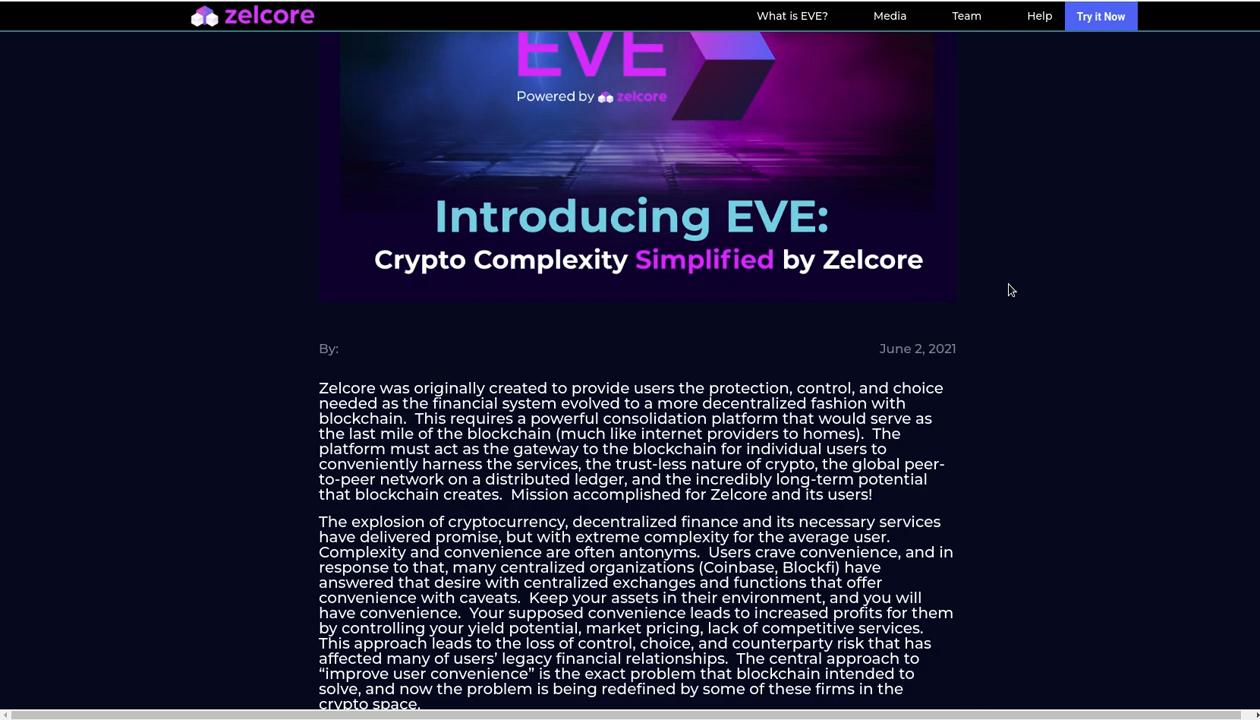 zelcore
What is EVE?
Media
Team
Help
Try it Now
EVE
Powered by zelcore
Introducing EVE:
Crypto Complexity Simplified by Zelcore
By:
June 2, 2021
Zelcore was originally created to provide users the protection, control, and choice
needed as the financial system evolved to a more decentralized fashion with
blockchain.  This requires a powerful consolidation platform that would serve as
the last mile of the blockchain (much like internet providers to homes).  The
platform must act as the gateway to the blockchain for individual users to
conveniently harness the services, the trust-less nature of crypto, the global peer-
to-peer network on a distributed ledger, and the incredibly long-term potential
that blockchain creates.  Mission accomplished for Zelcore and its users!
The explosion of cryptocurrency, decentralized finance and its necessary services
have delivered promise, but with extreme complexity for the average user.
Complexity and convenience are often antonyms.  Users crave convenience, and in
response to that, many centralized organizations (Coinbase, Blockfi) have
answered that desire with centralized exchanges and functions that offer
convenience with caveats.  Keep your assets in their environment, and you will
have convenience.  Your supposed convenience leads to increased profits for them
by controlling your yield potential, market pricing, lack of competitive services.
This approach leads to the loss of control, choice, and counterparty risk that has
affected many of users’ legacy financial relationships.  The central approach to
“improve user convenience” is the exact problem that blockchain intended to
solve, and now the problem is being redefined by some of these firms in the
crypto space.